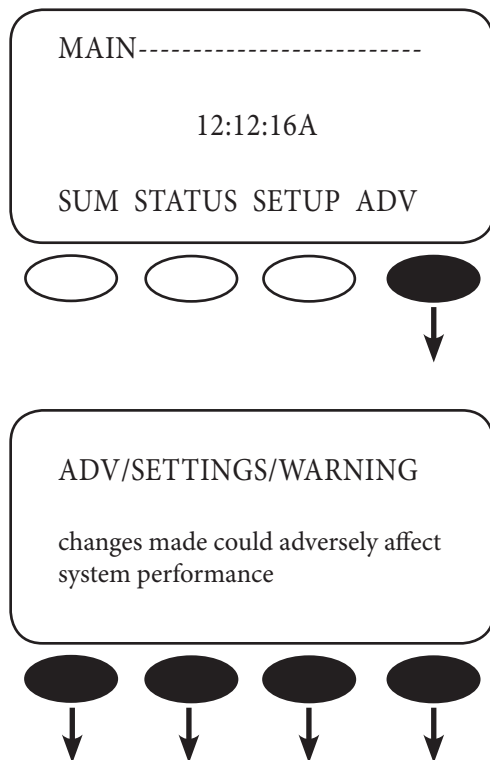 MAIN-------------------------
12:12:16A
SUM STATUS SETUP ADV
ADV/SETTINGS/WARNING
changes made could adversely affect
system performance